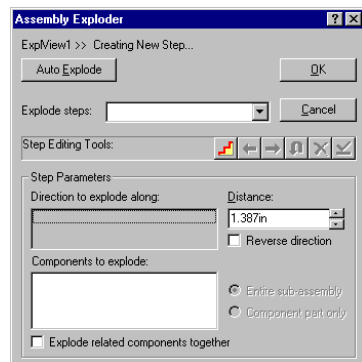 Assembly Exploder
ExplView1 >> Creating New Step...
Auto Explode
OK
Explode steps:
Cancel
Step Editing Tools:
Step Parameters
Direction to explode along:
Distance:
1.387in
Reverse direction
Components to explode:
Entire sub-assembly
Component part only
Explode related components together